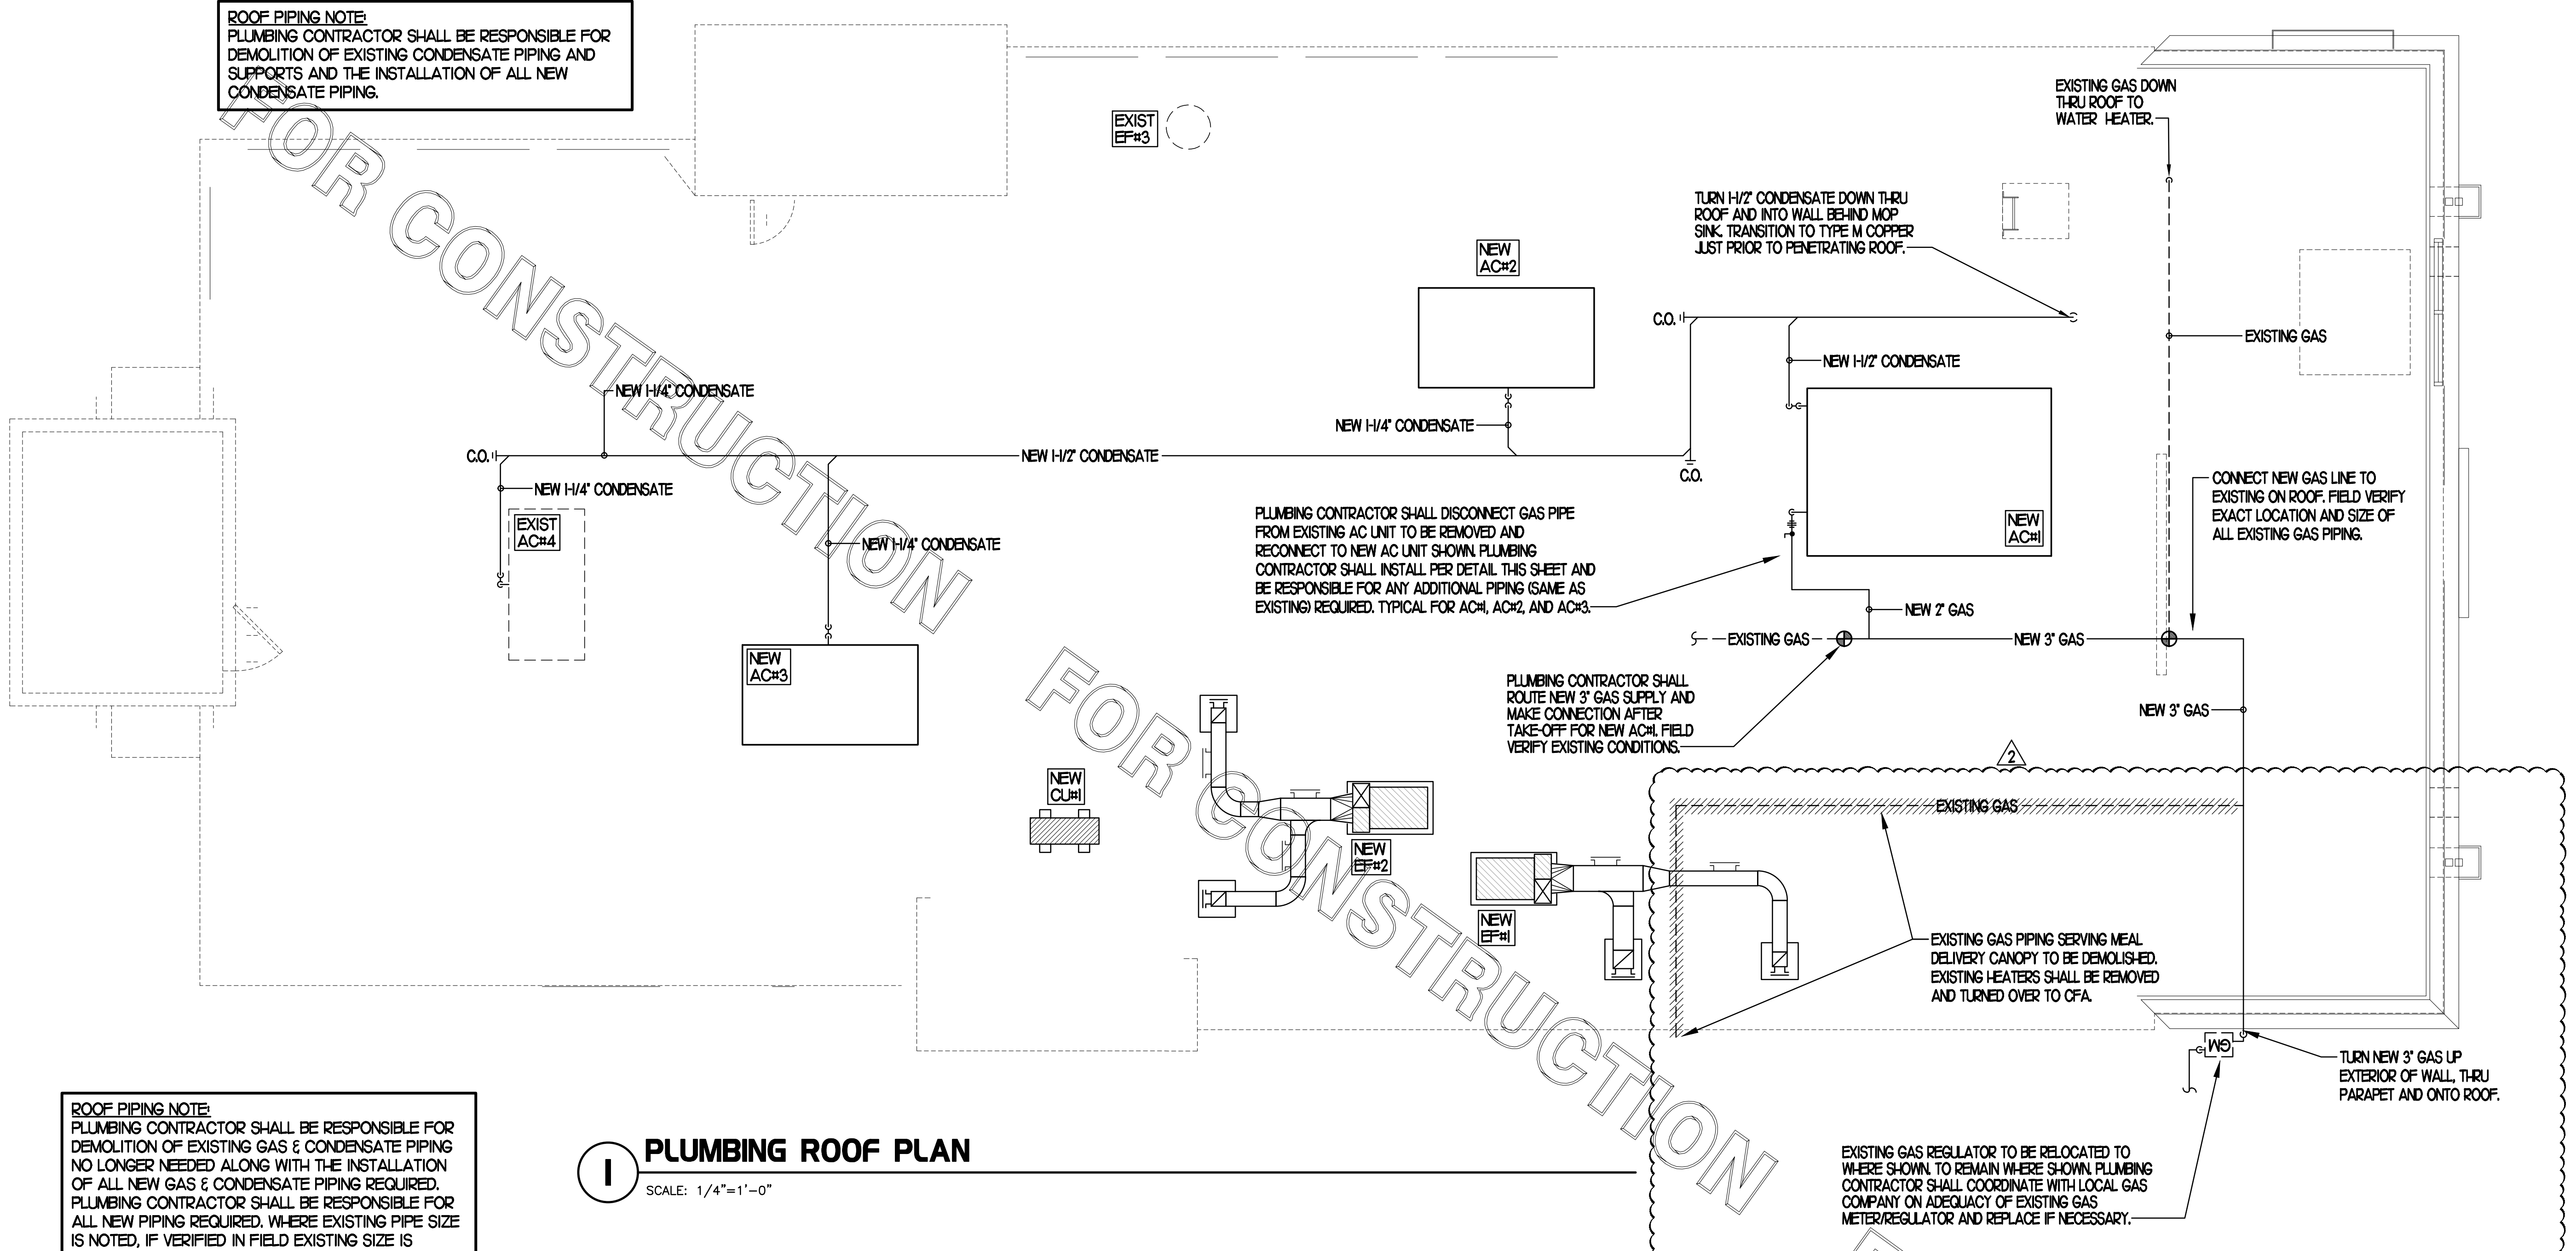 ROOF PIPING NOTE:
PLUMBING CONTRACTOR SHALL BE RESPONSIBLE FOR
DEMOLITION OF EXISTING CONDENSATE PIPING AND
SUPPORTS AND THE INSTALLATION OF ALL NEW
CONDENSATE PIPING.
FOR CONSTRUCTION
EXIST
EF#3
EXISTING GAS DOWN
THRU ROOF TO
WATER HEATER.
TURN 1-1/2" CONDENSATE DOWN THRU
ROOF AND INTO WALL BEHIND MOP
SINK. TRANSITION TO TYPE M COPPER
JUST PRIOR TO PENETRATING ROOF.
NEW
AC#2
C.O.
EXISTING GAS
NEW 1-1/2" CONDENSATE
NEW 1-1/4" CONDENSATE
NEW 1-1/4" CONDENSATE
C.O.
NEW 1-1/2" CONDENSATE
C.O.
NEW 1-1/4" CONDENSATE
EXIST
AC#4
NEW 1-1/4" CONDENSATE
PLUMBING CONTRACTOR SHALL DISCONNECT GAS PIPE
FROM EXISTING AC UNIT TO BE REMOVED AND
RECONNECT TO NEW AC UNIT SHOWN. PLUMBING
CONTRACTOR SHALL INSTALL PER DETAIL THIS SHEET AND
BE RESPONSIBLE FOR ANY ADDITIONAL PIPING (SAME AS
EXISTING) REQUIRED. TYPICAL FOR AC#1, AC#2, AND AC#3.
NEW
AC#1
CONNECT NEW GAS LINE TO
EXISTING ON ROOF. FIELD VERIFY
EXACT LOCATION AND SIZE OF
ALL EXISTING GAS PIPING.
NEW 2" GAS
EXISTING GAS
NEW 3" GAS
NEW
AC#3
PLUMBING CONTRACTOR SHALL
ROUTE NEW 3" GAS SUPPLY AND
MAKE CONNECTION AFTER
TAKE-OFF FOR NEW AC#1. FIELD
VERIFY EXISTING CONDITIONS.
NEW 3" GAS
2
FOR CONSTRUCTION
NEW
CU#1
EXISTING GAS
NEW
EF#2
NEW
EF#1
EXISTING GAS PIPING SERVING MEAL
DELIVERY CANOPY TO BE DEMOLISHED.
EXISTING HEATERS SHALL BE REMOVED
AND TURNED OVER TO CFA.
GM
TURN NEW 3" GAS UP
EXTERIOR OF WALL, THRU
PARAPET AND ONTO ROOF.
ROOF PIPING NOTE:
PLUMBING CONTRACTOR SHALL BE RESPONSIBLE FOR
DEMOLITION OF EXISTING GAS & CONDENSATE PIPING
NO LONGER NEEDED ALONG WITH THE INSTALLATION
OF ALL NEW GAS & CONDENSATE PIPING REQUIRED.
PLUMBING CONTRACTOR SHALL BE RESPONSIBLE FOR
ALL NEW PIPING REQUIRED. WHERE EXISTING PIPE SIZE
IS NOTED, IF VERIFIED IN FIELD EXISTING SIZE IS
1 PLUMBING ROOF PLAN
SCALE: 1/4"=1'-0"
EXISTING GAS REGULATOR TO BE RELOCATED TO
WHERE SHOWN. TO REMAIN WHERE SHOWN. PLUMBING
CONTRACTOR SHALL COORDINATE WITH LOCAL GAS
COMPANY ON ADEQUACY OF EXISTING GAS
METER/REGULATOR AND REPLACE IF NECESSARY.